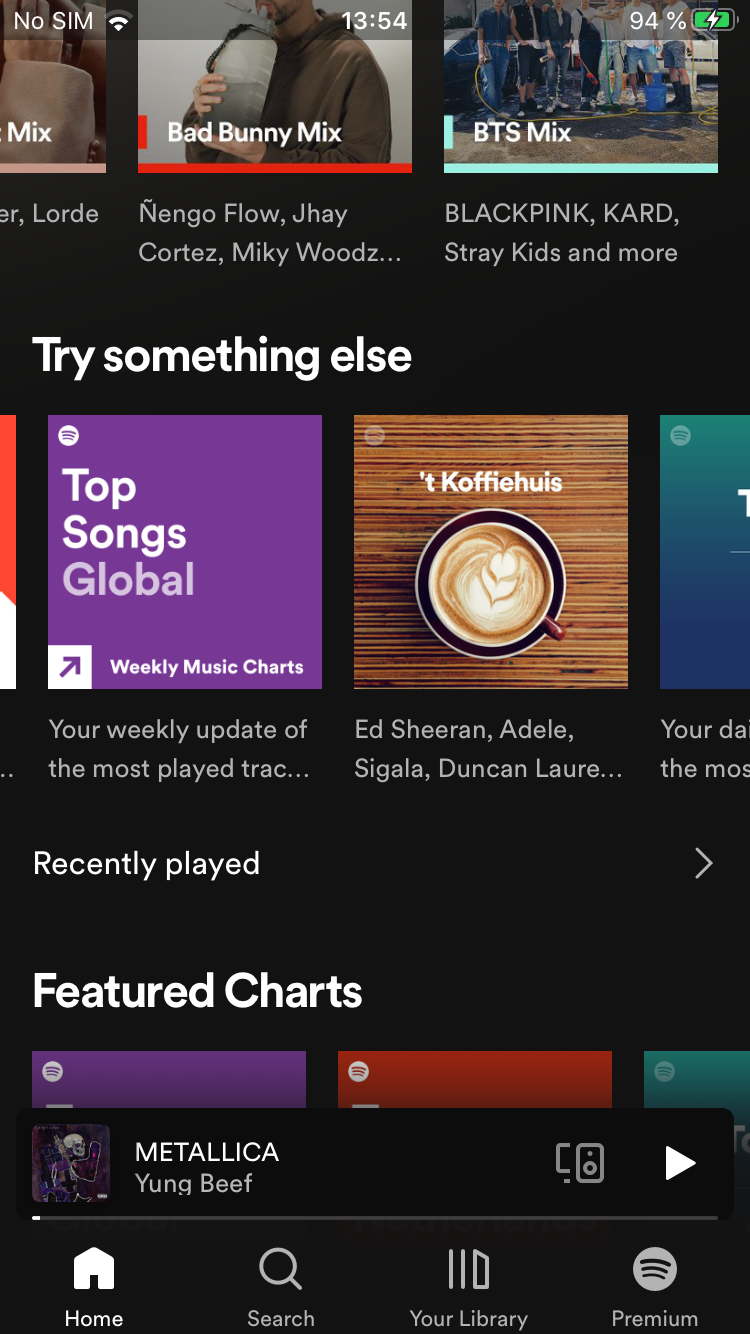 No SIM
13:54
94 %
t Mix
Bad Bunny Mix
BTS Mix
er, Lorde
Ñengo Flow, Jhay
Cortez, Miky Woodz...
BLACKPINK, KARD,
Stray Kids and more
Try something else
Top
Songs
Global
Weekly Music Charts
't Koffiehuis
T
Your weekly update of
the most played trac...
Ed Sheeran, Adele,
Sigala, Duncan Laure...
Your dai
the mos
..
Recently played
Featured Charts
METALLICA
Yung Beef
Home
Search
Your Library
Premium